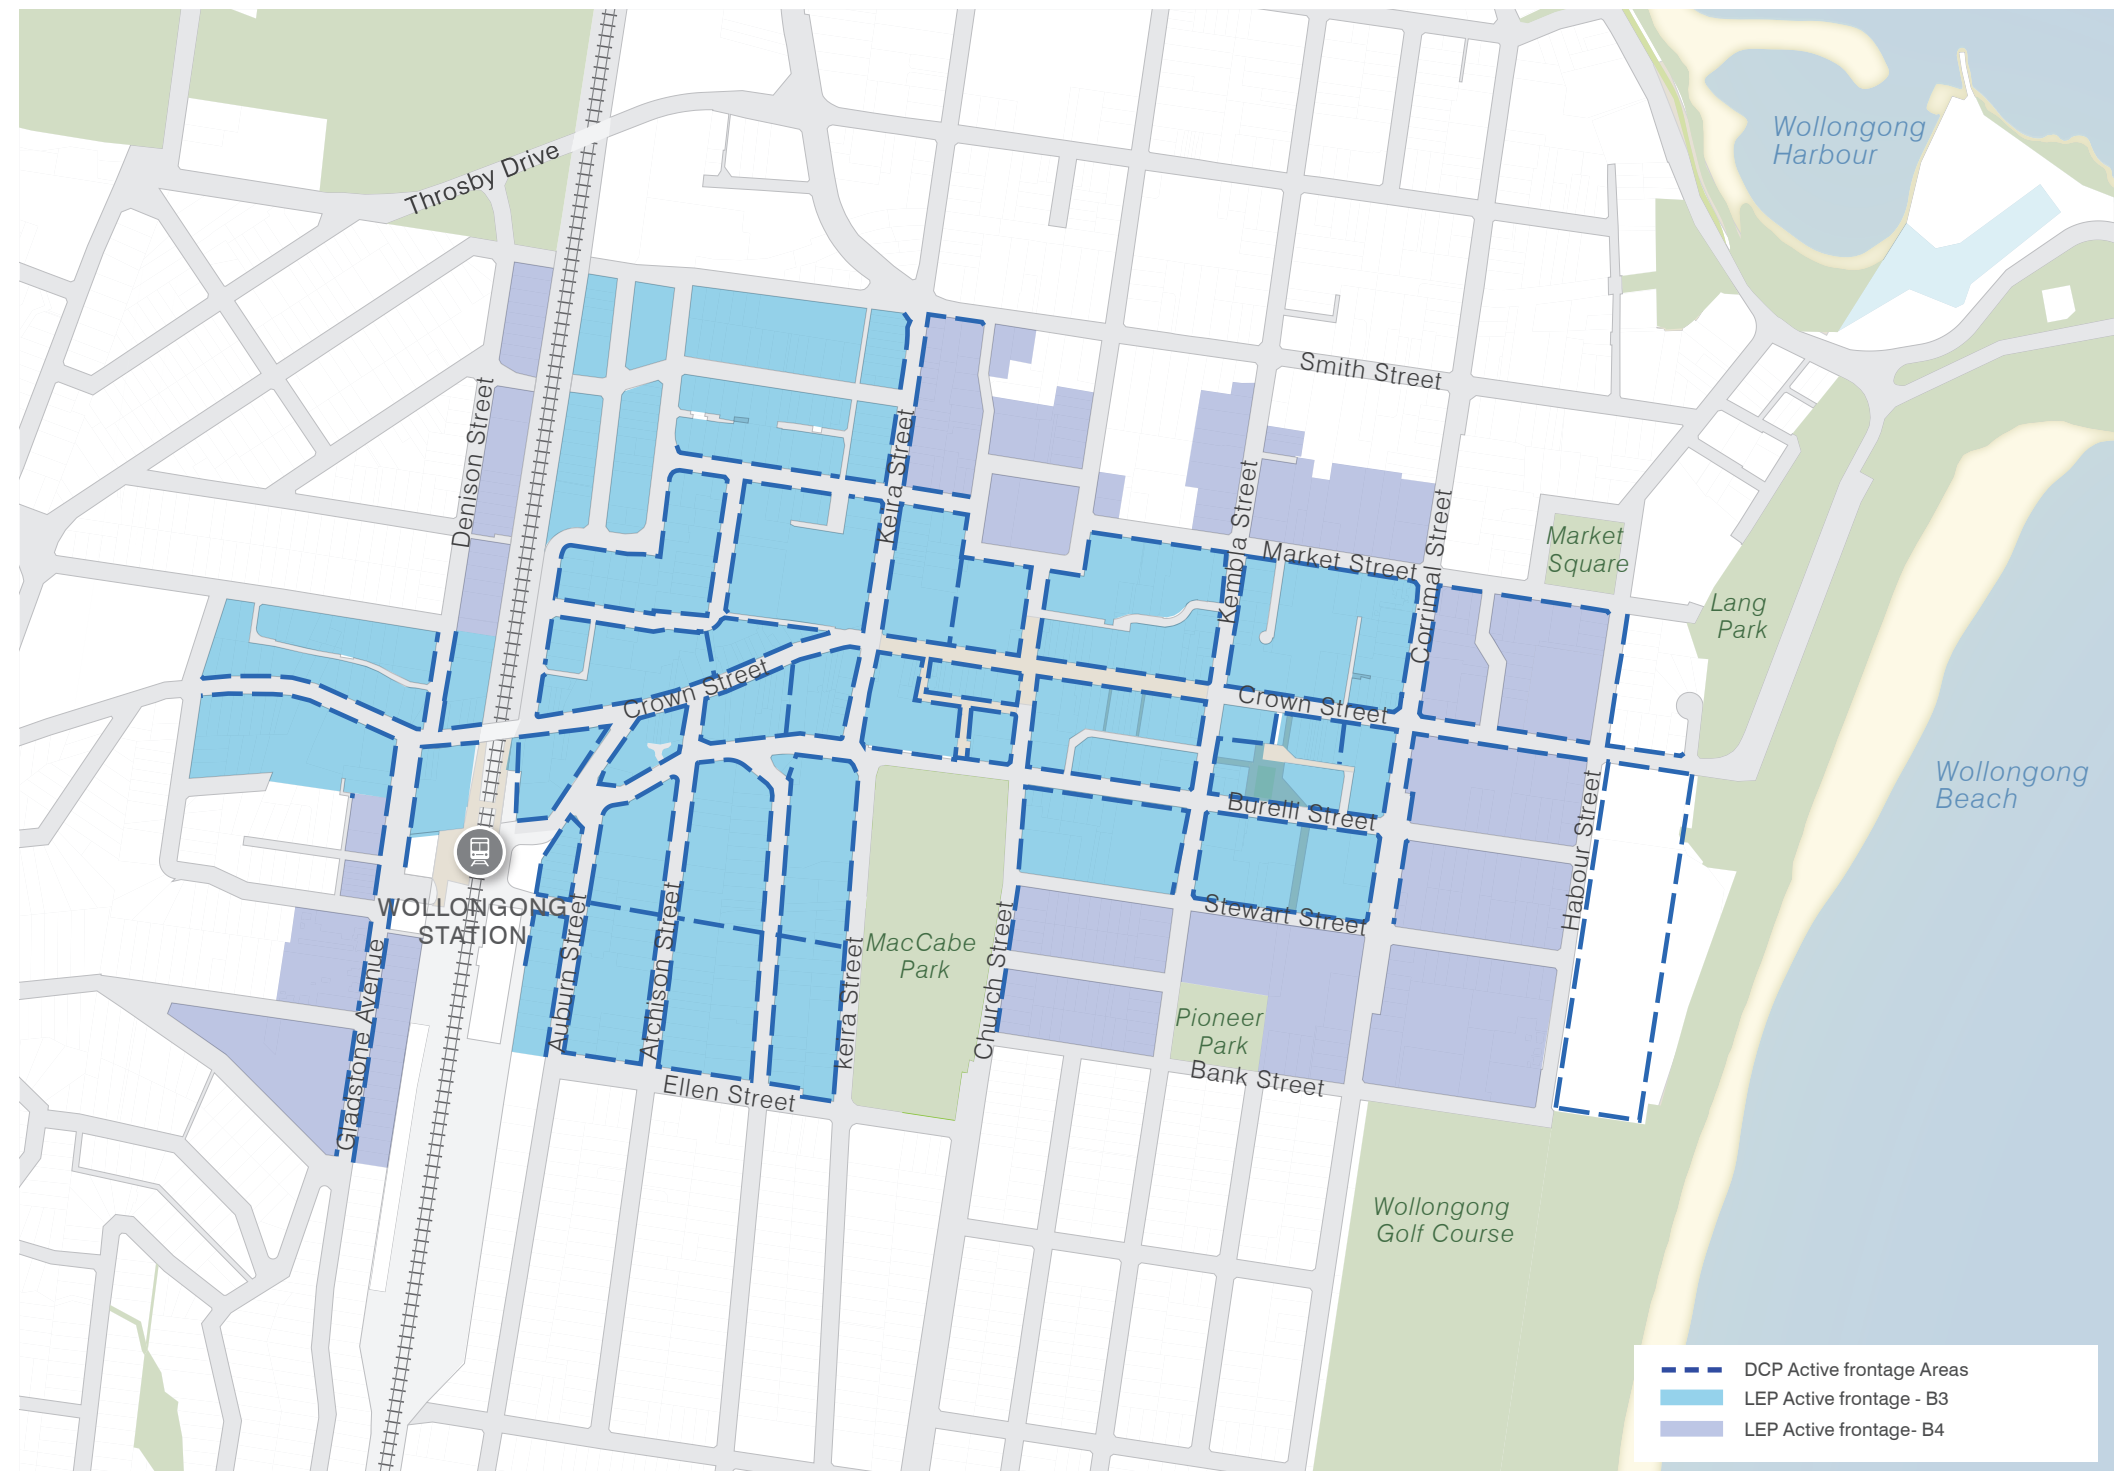 Wollongong
Harbour
Throsby Drive
Smith Street
Denison Street
Keira Street
Kembla Street
Corrimal Street
Market Street
Market
Square
Lang
Park
Crown Street
Crown Street
Wollongong
Beach
Burelll Street
Habour Street
WOLLONGONG
STATION
Stewart Street
Auburn Street
Atchison Street
keira Street
MacCabe
Park
Church Street
Gladstone Avenue
Pioneer
Park
Bank Street
Ellen Street
Wollongong
Golf Course
DCP Active frontage Areas
LEP Active frontage - B3
LEP Active frontage- B4